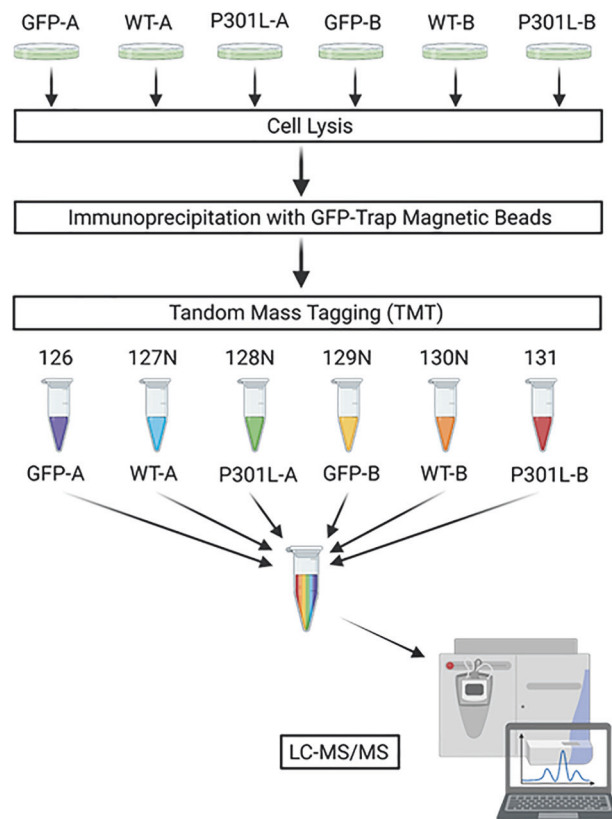 GFP-A WT-A P301L-A GFP-B WT-B P301L-B
Cell Lysis
Immunoprecipitation with GFP-Trap Magnetic Beads
Tandom Mass Tagging (TMT)
126 127N 128N 129N 130N 131
GFP-A WT-A P301L-A GFP-B WT-B P301L-B
LC-MS/MS